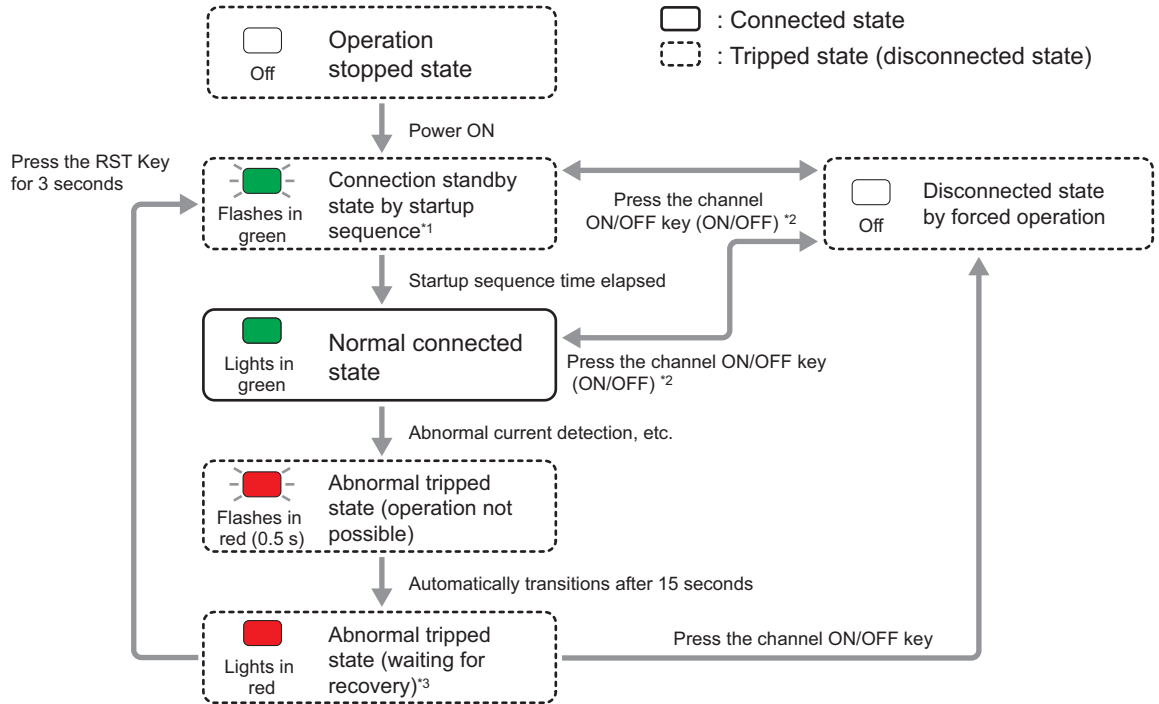 : Connected state
: Tripped state (disconnected state)
Off
Operation
stopped state
Power ON
Press the RST Key
for 3 seconds
Flashes in
green
Connection standby
state by startup
sequence*1
Press the channel
ON/OFF key (ON/OFF) *2
Off
Disconnected state
by forced operation
Startup sequence time elapsed
Lights in
green
Normal connected
state
Press the channel ON/OFF key
(ON/OFF) *2
Abnormal current detection, etc.
Flashes in
red (0.5 s)
Abnormal tripped
state (operation not
possible)
Automatically transitions after 15 seconds
Lights in
red
Abnormal tripped
state (waiting for
recovery)*3
Press the channel ON/OFF key